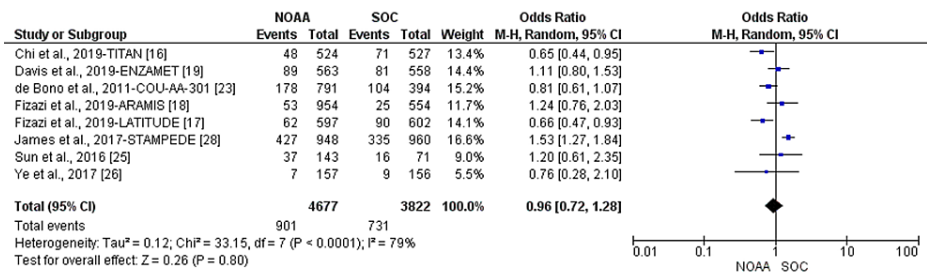 NOAA SOC Odds Ratio Odds Ratio
Study or Subgroup Events Total Events Total Weight M-H, Random, 95% CI M-H, Random, 95% CI
Chi et al., 2019-TITAN [16] 48 524 71 527 13.4% 0.65 [0.44, 0.95]
Davis et al., 2019-ENZAMET [19] 89 563 81 558 14.4% 1.11 [0.80, 1.53]
de Bono et al., 2011-COU-AA-301 [23] 178 791 104 394 15.2% 0.81 [0.61, 1.07]
Fizazi et al., 2019-ARAMIS [18] 53 954 25 554 11.7% 1.24 [0.76, 2.03]
Fizazi et al., 2019-LATITUDE [17] 62 597 90 602 14.1% 0.66 [0.47, 0.93]
James et al., 2017-STAMPEDE [28] 427 948 335 960 16.6% 1.53 [1.27, 1.84]
Sun et al., 2016 [25] 37 143 16 71 9.0% 1.20 [0.61, 2.35]
Ye et al., 2017 [26] 7 157 9 156 5.5% 0.76 [0.28, 2.10]
Total (95% CI) 4677 3822 100.0% 0.96 [0.72, 1.28]
Total events 901 731
Heterogeneity: Tau² = 0.12; Chi² = 33.15, df = 7 (P < 0.0001); I² = 79%
Test for overall effect: Z = 0.26 (P = 0.80)
0.01 0.1 1 10 100
NOAA SOC